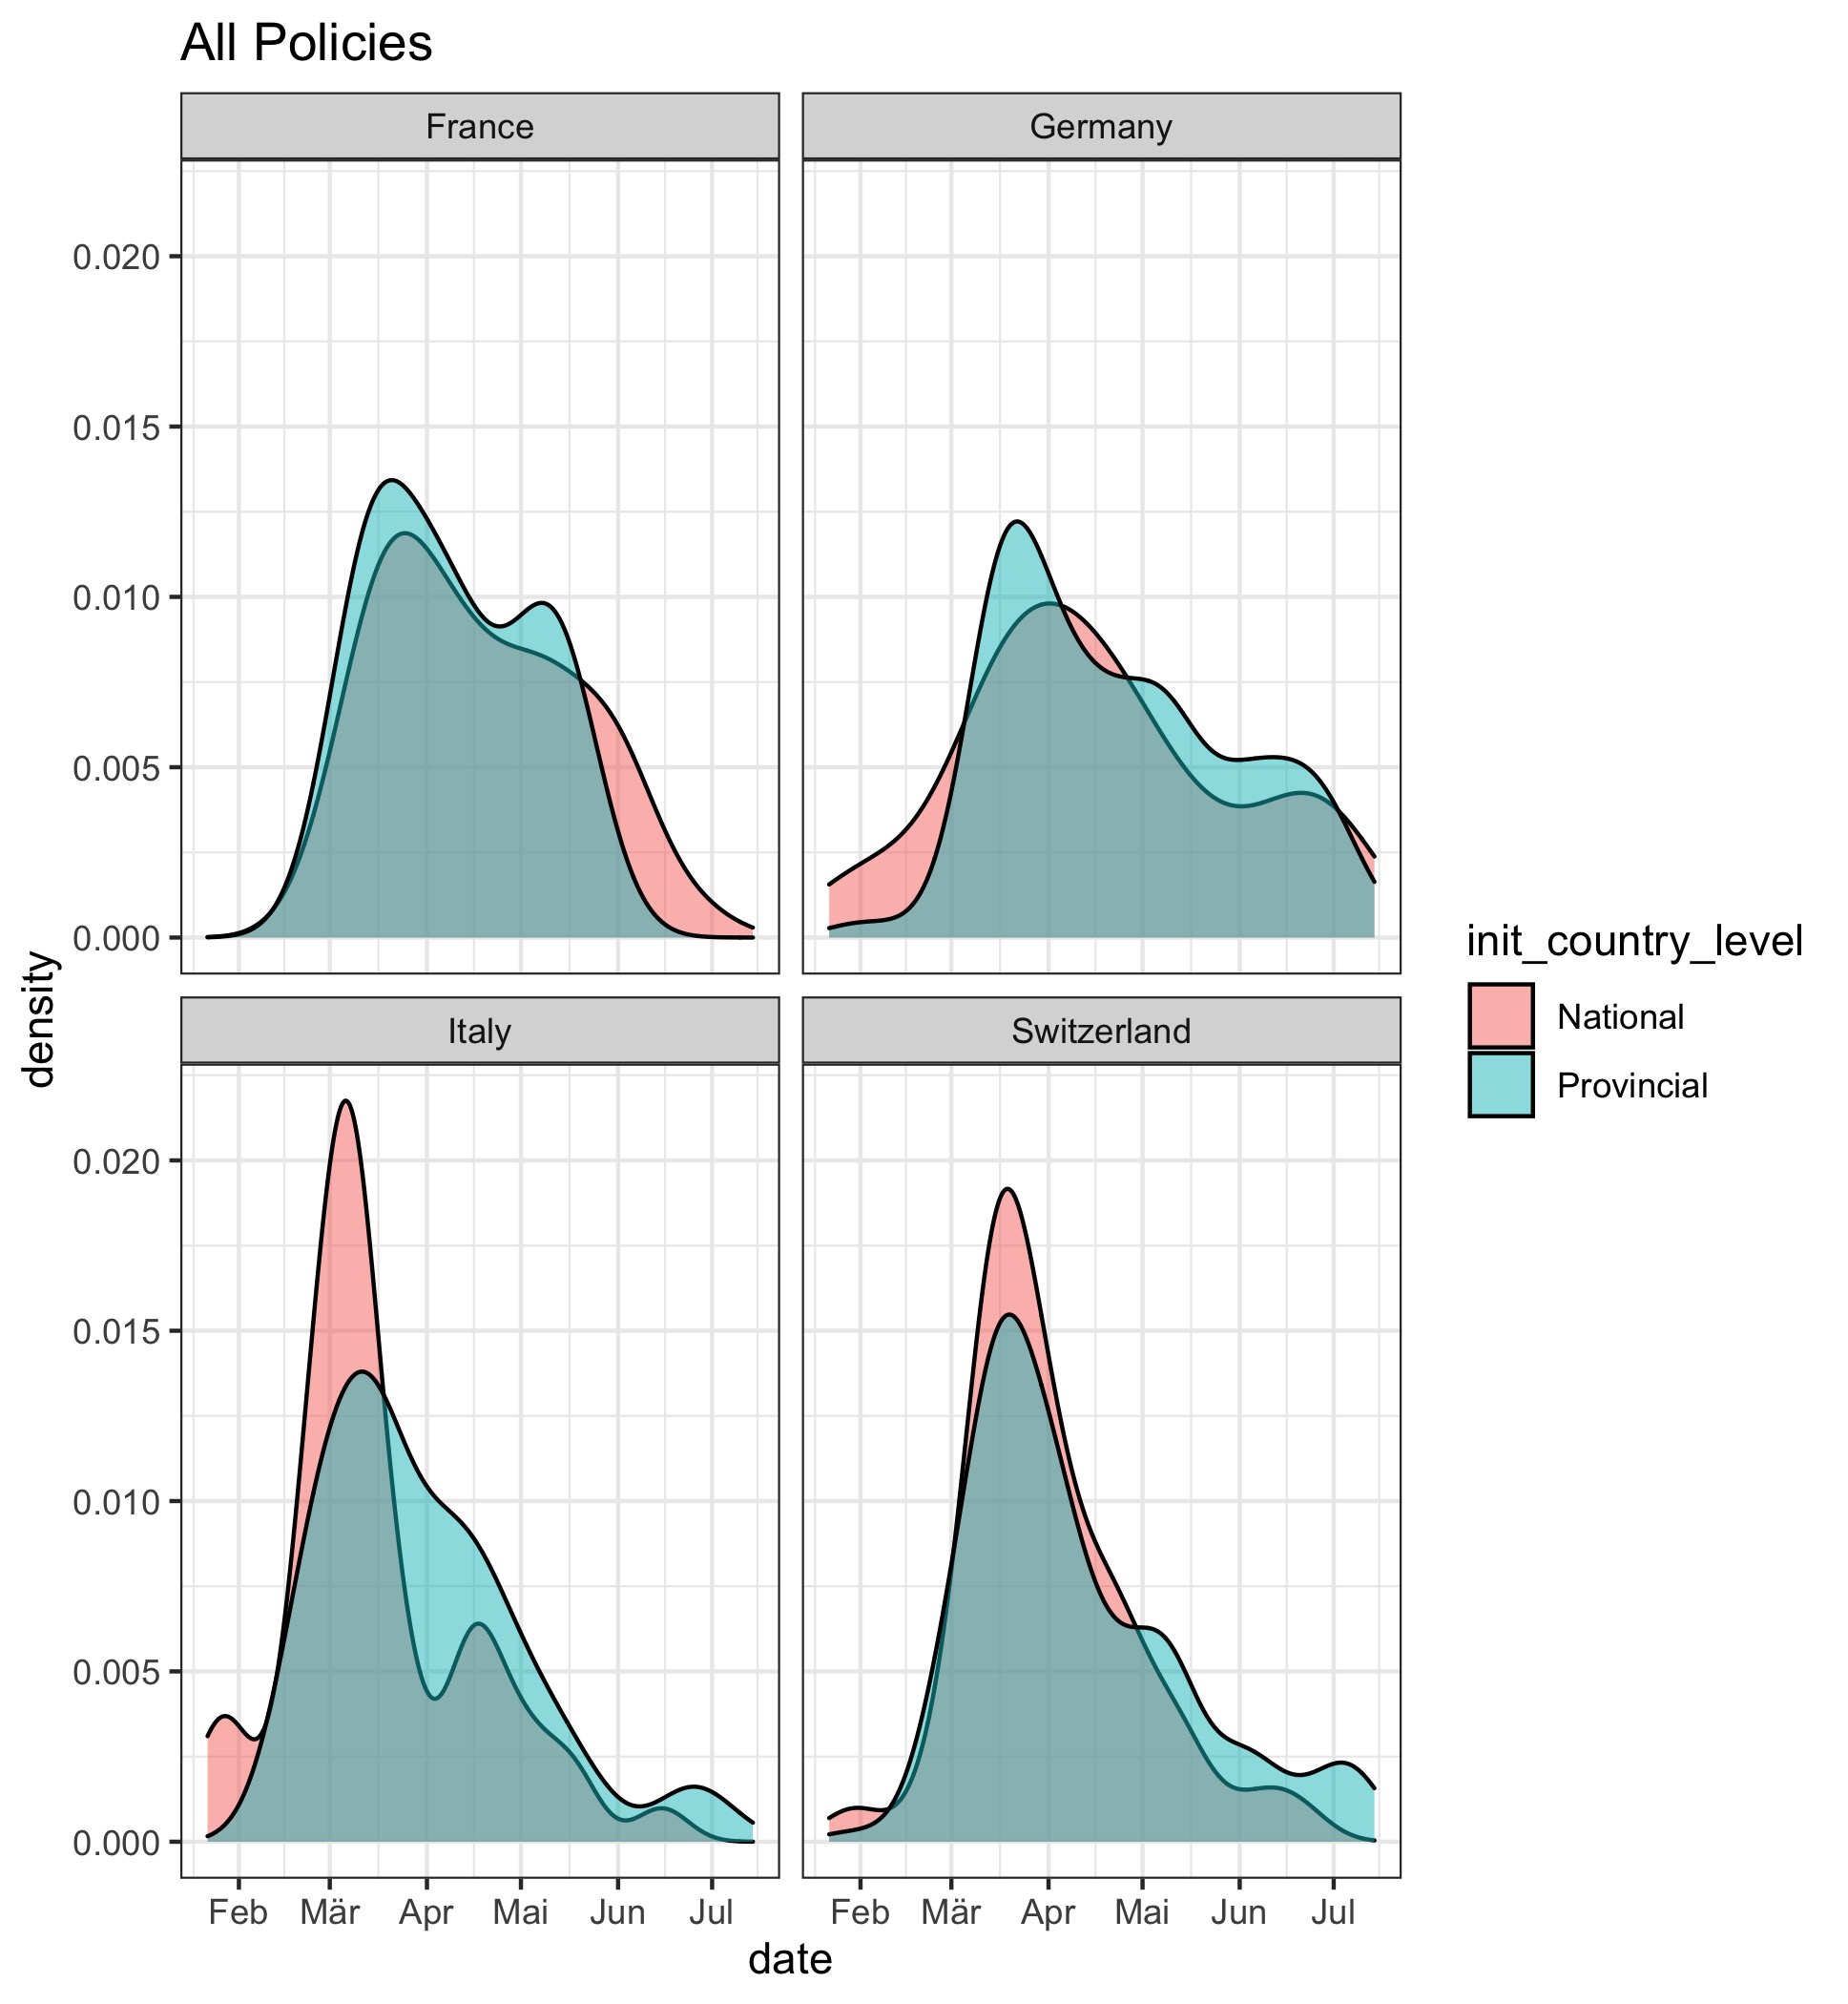 All Policies
France
Germany
0.020
0.015
0.010
0.005
0.000
density
Italy
Switzerland
0.020
0.015
0.010
0.005
0.000
Feb Mär Apr Mai Jun Jul
Feb Mär Apr Mai Jun Jul
date
init_country_level
National
Provincial